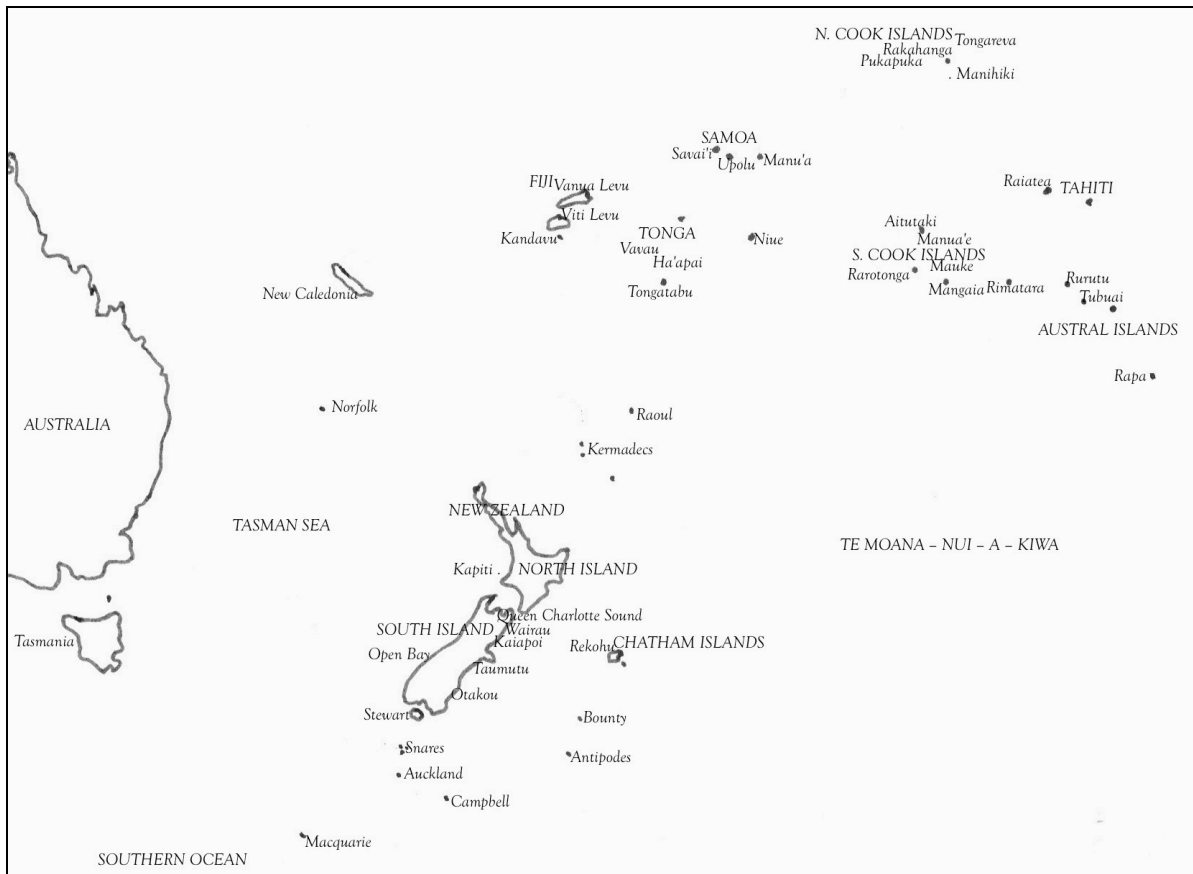 N. COOK ISLANDS
Tongareva
Rakahanga
Pukapuka
Manihiki
SAMOA
Savai'i
Upolu
Manu'a
FIJI
Vanua Levu
Viti Levu
Kandavu
TONGA
Vavau
Ha'apai
Tongatabu
Niue
Raiatea
TAHITI
Aitutaki
Manua'e
S. COOK ISLANDS
Mauke
Rarotonga
Mangaia
Rimatara
Rurutu
Tubuai
AUSTRAL ISLANDS
Rapa
New Caledonia
Norfolk
Raoul
Kermadecs
AUSTRALIA
TASMAN SEA
NEW ZEALAND
TE MOANA – NUI – A – KIWA
Kapiti
NORTH ISLAND
Queen Charlotte Sound
SOUTH ISLAND
Wairau
Kaiapoi
Open Bay
Rekohu
CHATHAM ISLANDS
Tasmania
Taumutu
Otakou
Stewart
Bounty
Snares
Antipodes
Auckland
Campbell
Macquarie
SOUTHERN OCEAN